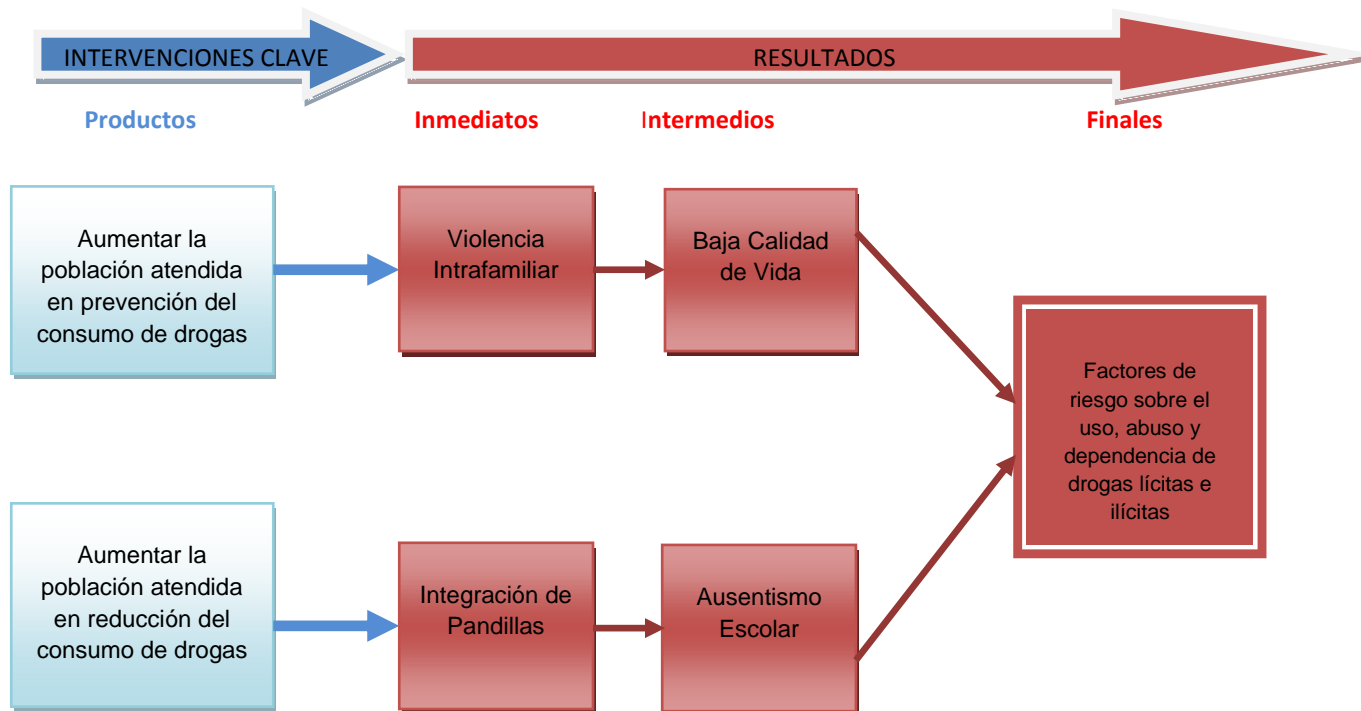 INTERVENCIONES CLAVE
RESULTADOS
Productos
Inmediatos
Intermedios
Finales
Aumentar la
población atendida
en prevención del
consumo de drogas
Violencia
Intrafamiliar
Baja Calidad
de Vida
Factores de
riesgo sobre el
uso, abuso y
dependencia de
drogas lícitas e
ilícitas
Aumentar la
población atendida
en reducción del
consumo de drogas
Integración de
Pandillas
Ausentismo
Escolar